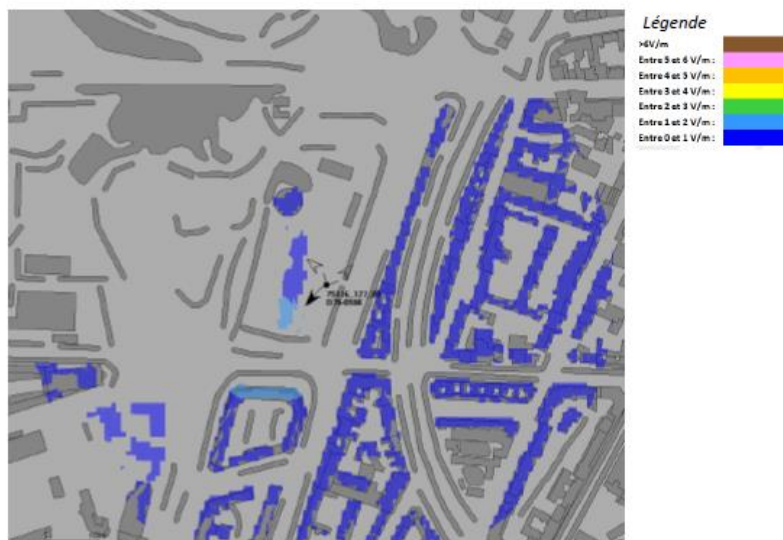 Légende
>6V/m
Entre 5 et 6 V/m :
Entre 4 et 5 V/m :
Entre 3 et 4 V/m :
Entre 2 et 3 V/m :
Entre 1 et 2 V/m :
Entre 0 et 1 V/m :